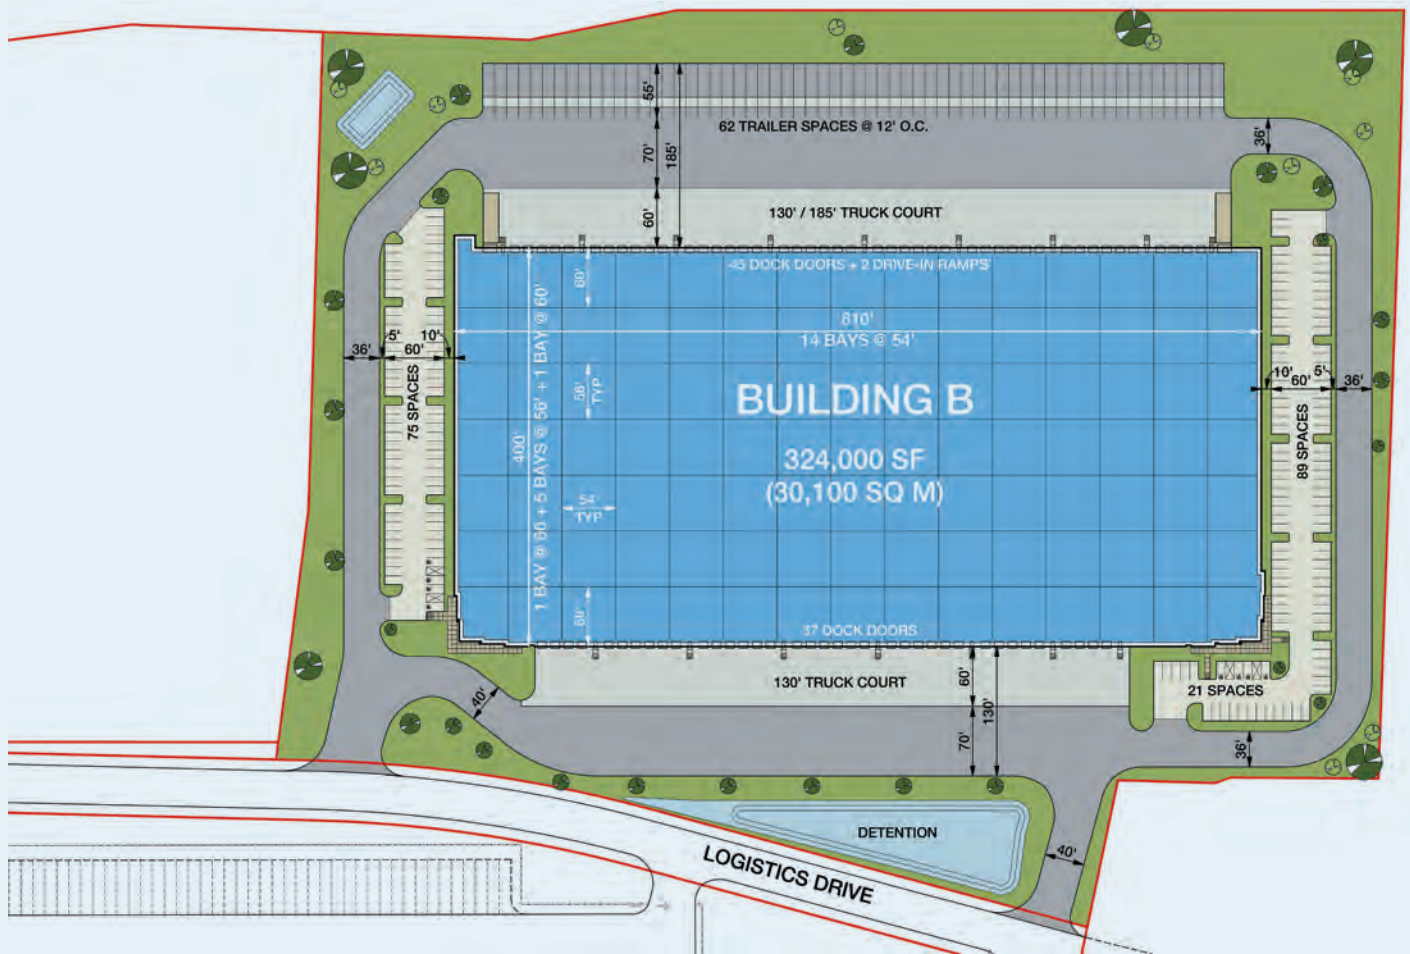 55'
62 TRAILER SPACES @ 12' O.C.
36'
70'
185'
60'
130' / 185' TRUCK COURT
45 DOCK DOORS + 2 DRIVE-IN RAMPS
60'
810'
14 BAYS @ 54'
36'
5'
60'
10'
75 SPACES
400'
1 BAY @ 60 + 5 BAYS @ 56' + 1 BAY @ 60'
56'
TYP
BUILDING B
324,000 SF
(30,100 SQ M)
54'
TYP
10'
60'
5'
36'
89 SPACES
60'
37 DOCK DOORS
130' TRUCK COURT
60'
130'
70'
40'
21 SPACES
36'
DETENTION
40'
LOGISTICS DRIVE